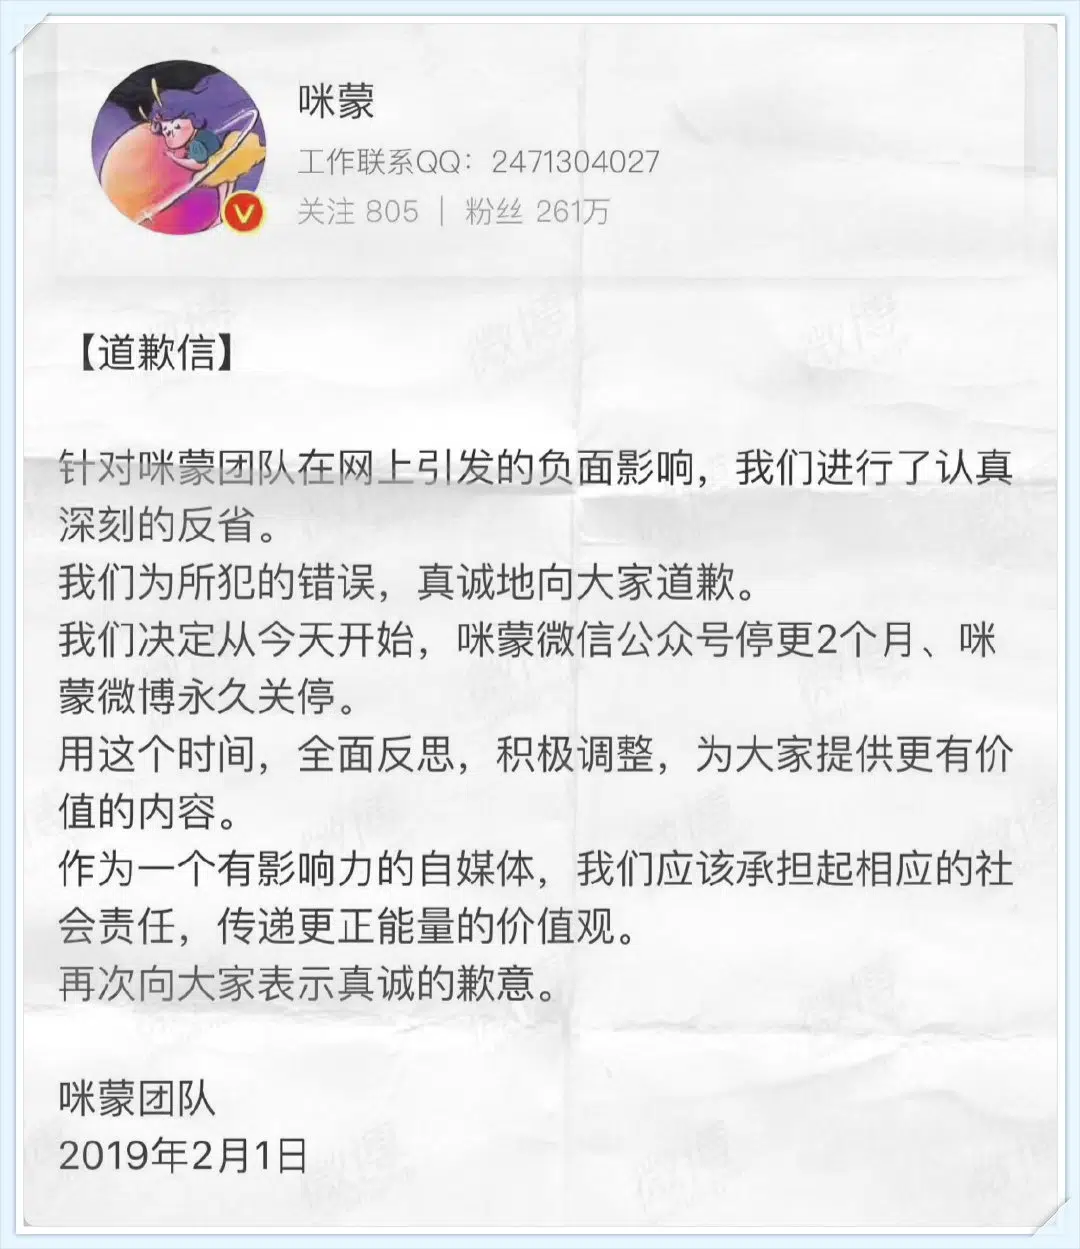 咪蒙
工作联系QQ：2471304027
关注 805 | 粉丝 261万
【道歉信】
针对咪蒙团队在网上引发的负面影响，我们进行了认真
深刻的反省。
我们为所犯的错误，真诚地向大家道歉。
我们决定从今天开始，咪蒙微信公众号停更2个月、咪
蒙微博永久关停。
用这个时间，全面反思，积极调整，为大家提供更有价
值的内容。
作为一个有影响力的自媒体，我们应该承担起相应的社
会责任，传递更正能量的价值观。
再次向大家表示真诚的歉意。
咪蒙团队
2019年2月1日